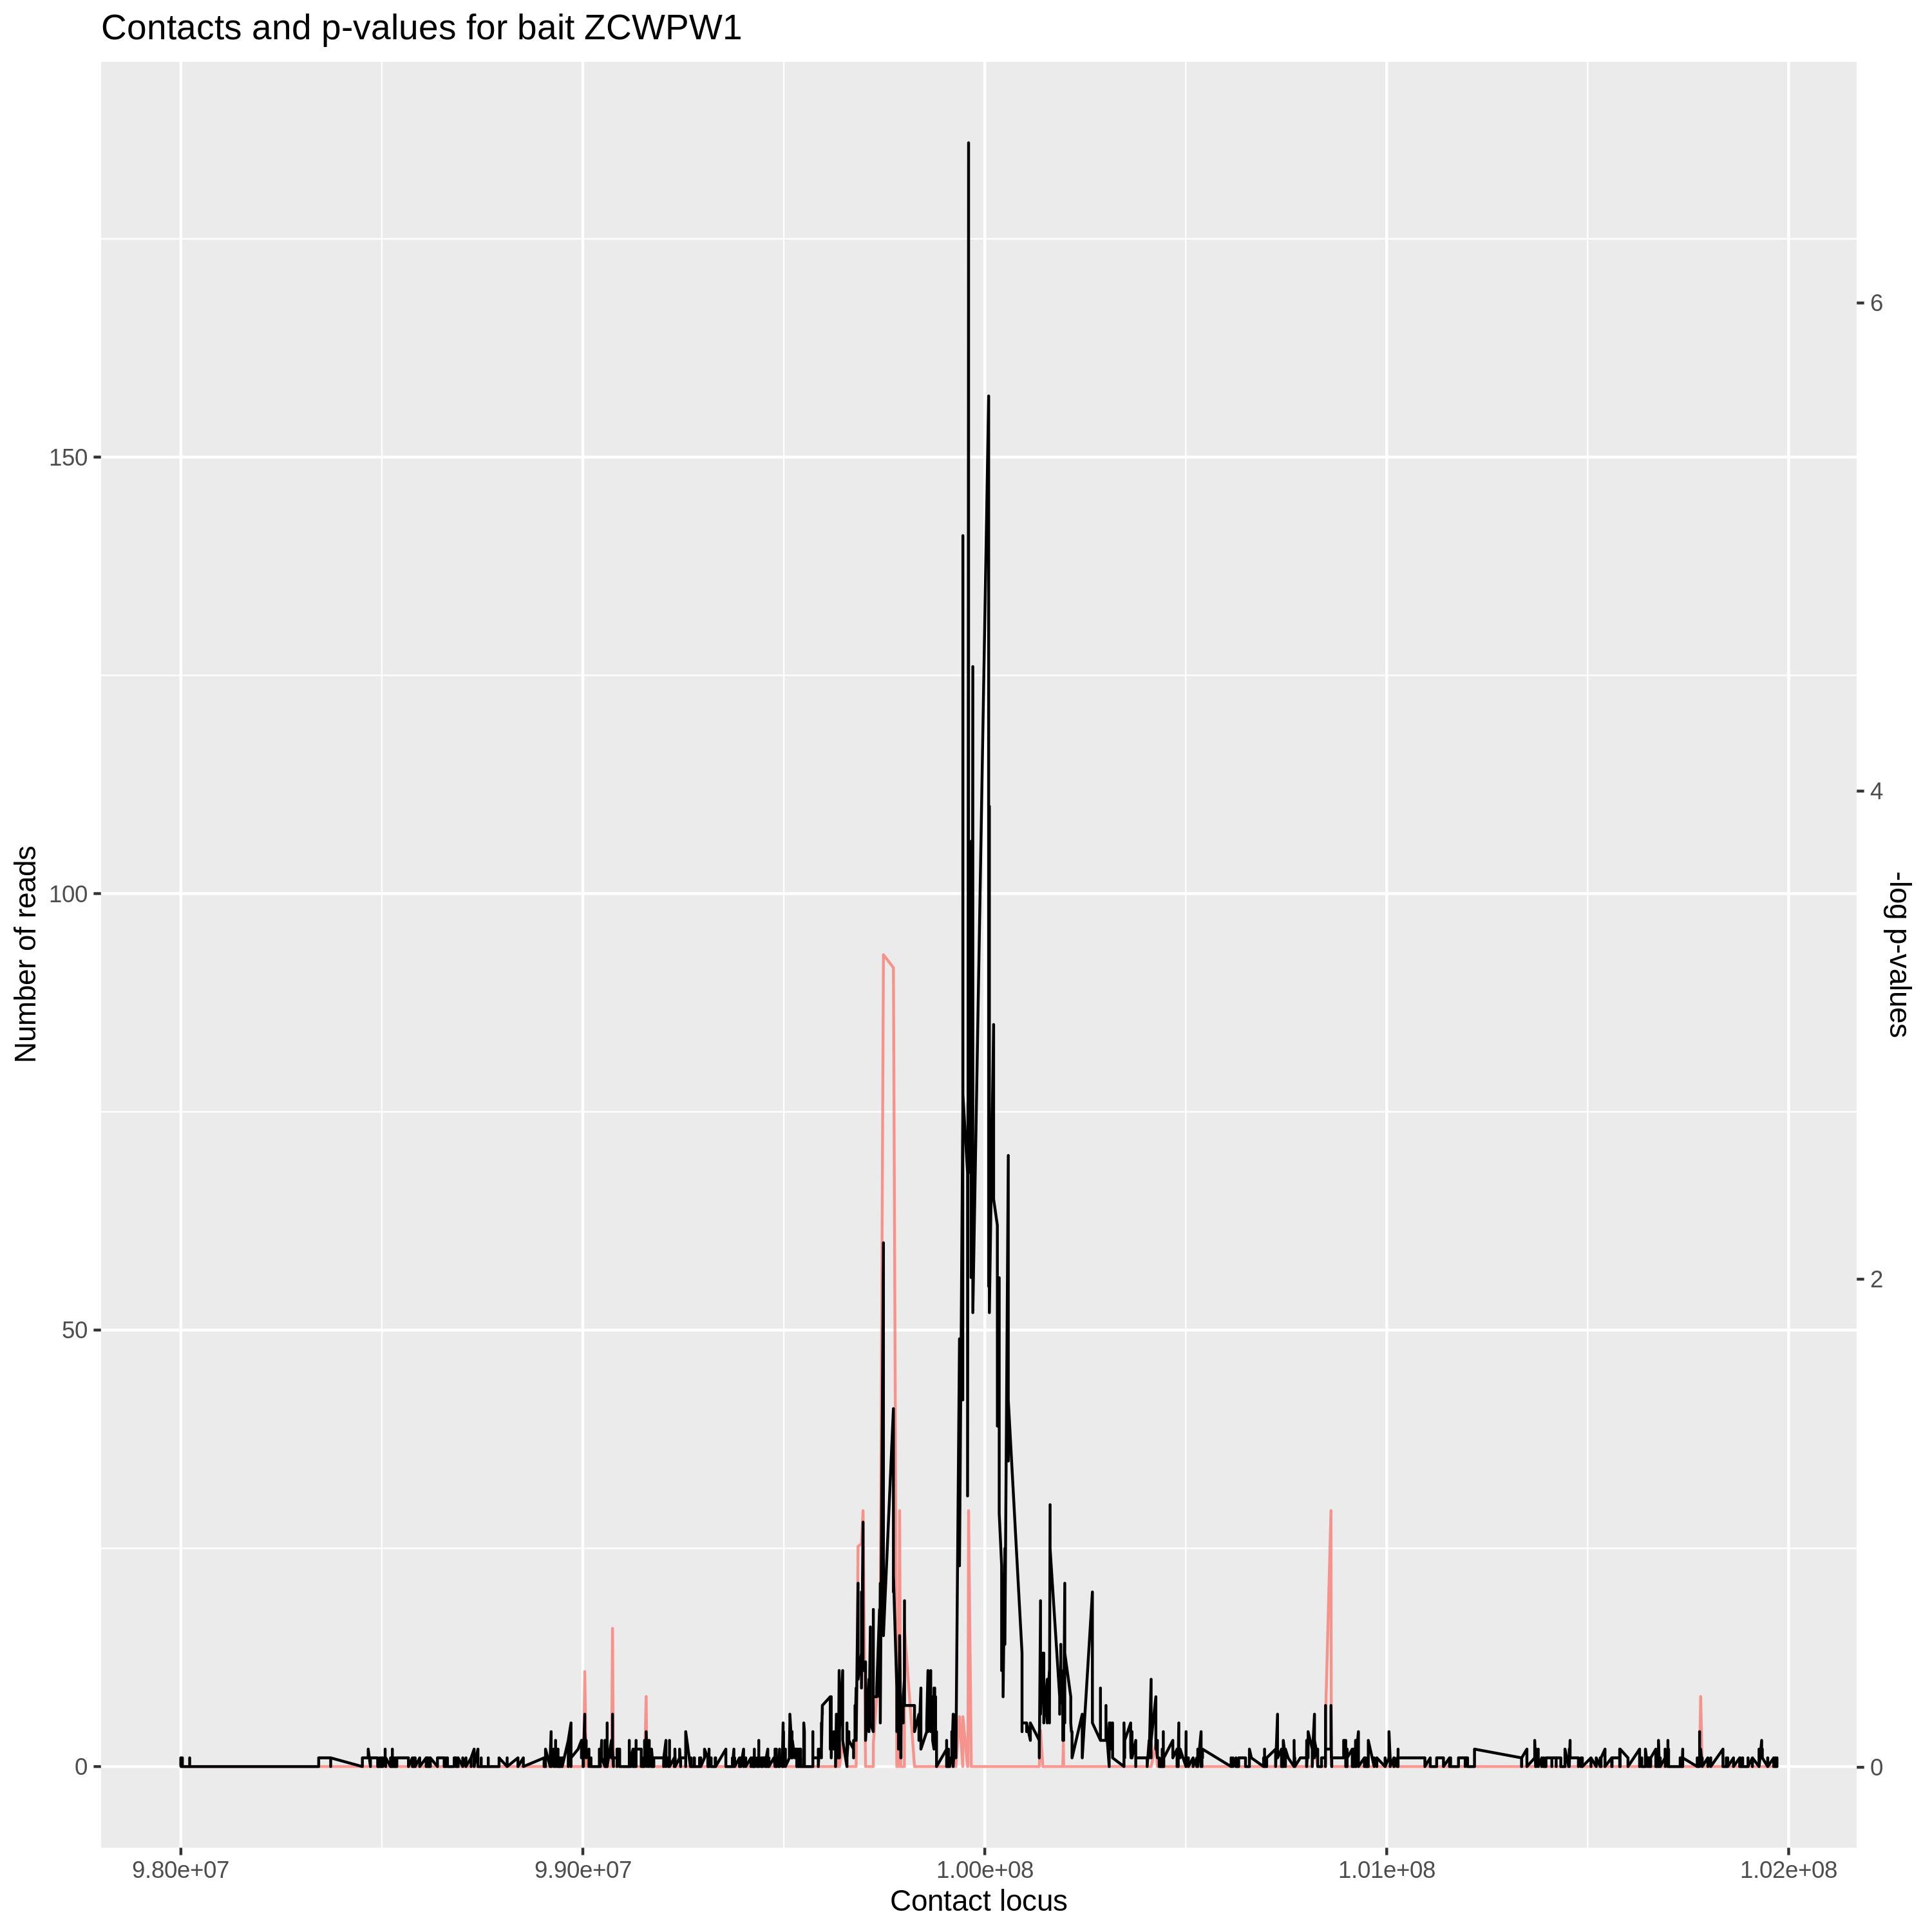 Contacts and p-values for bait ZCWPW1
Number of reads
150
100
50
0
6
4
2
0
-log p-values
9.80e+07
9.90e+07
1.00e+08
1.01e+08
1.02e+08
Contact locus